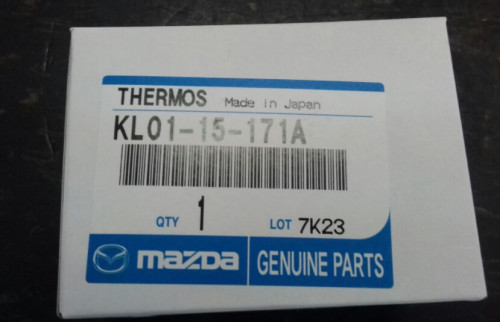 THERMOS Made in Japan
KL01-15-171A
QTY 1 LOT 7K23
mazda GENUINE PARTS